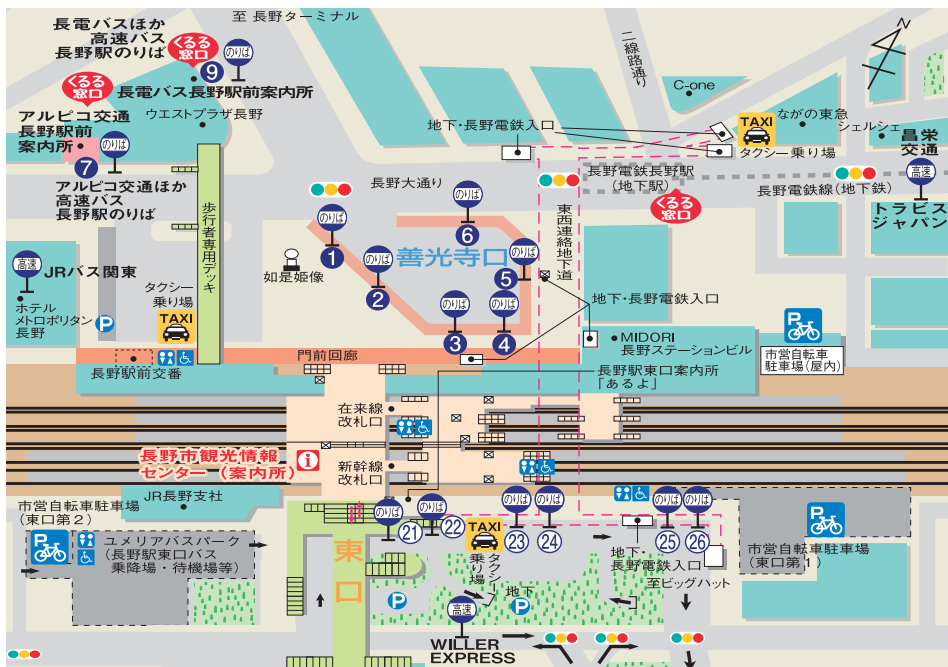 至 長野ターミナル
長電バスほか
高速バス
長野駅のりば
くるる
窓口
のりば
9
長電バス長野駅前案内所
くるる
窓口
アルピコ交通
長野駅前
案内所
7
のりば
アルピコ交通ほか
高速バス
長野駅のりば
ウエストプラザ長野
歩行者専用デッキ
二線路通り
N
C-one
TAXI
ながの東急
シェルシェ
タクシー乗り場
地下・長野電鉄入口
昌栄
交通
高速
トラビス
ジャパン
長野大通り
長野電鉄長野駅
(地下駅)
長野電鉄線(地下鉄)
くるる
窓口
東西連絡地下道
のりば
1
のりば
2
のりば
3
のりば
4
のりば
5
のりば
6
善光寺口
如是姫像
高速
JRバス関東
ホテル
メトロポリタン
長野
P
タクシー
乗り場
TAXI
地下・長野電鉄入口
MIDORI
長野ステーションビル
P
市営自転車
駐車場(屋内)
門前回廊
長野駅前交番
長野駅東口案内所
「あるよ」
在来線
改札口
新幹線
改札口
長野市観光情報
センター(案内所)
i
JR長野支社
市営自転車駐車場
(東口第2)
P
ユメリアバスパーク
(長野駅東口バス
乗降場・待機場等)
東口
のりば
21
のりば
22
TAXI
タクシー
乗り場
のりば
23
のりば
24
のりば
25
のりば
26
地下・
長野電鉄入口
至ビッグハット
P
市営自転車駐車場
(東口第1)
P
地下
P
高速
WILLER
EXPRESS